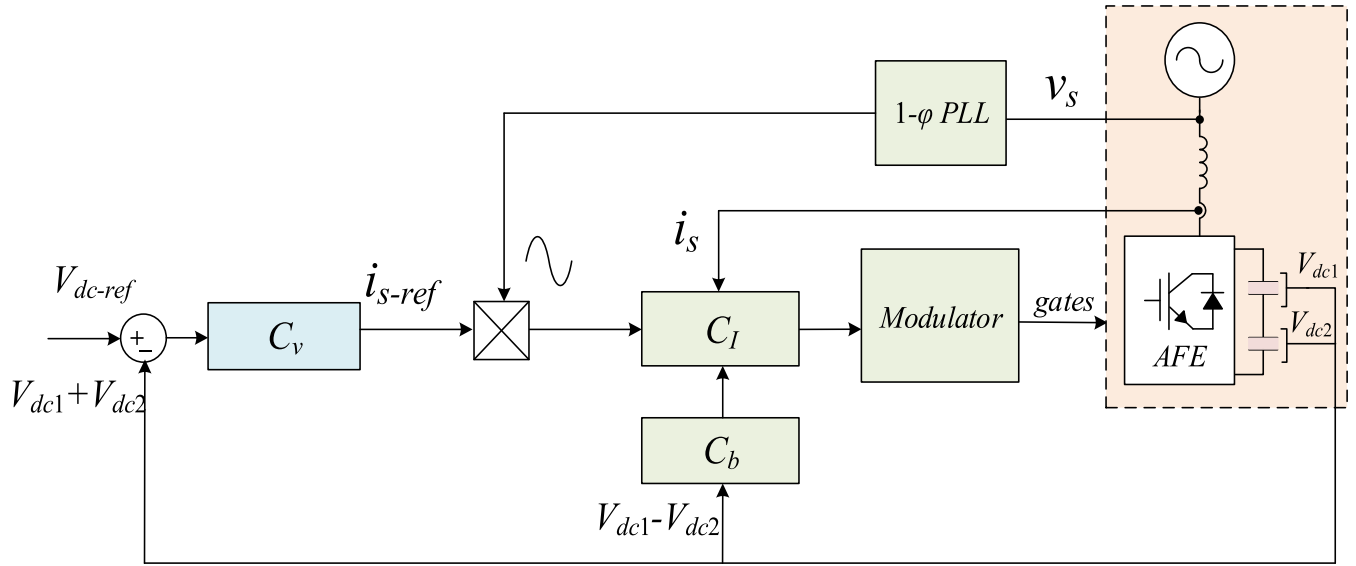 v_s
1-φ PLL
i_s
V_dc-ref
+
−
V_dc1+V_dc2
C_v
i_s-ref
C_I
Modulator
gates
AFE
V_dc1
V_dc2
C_b
V_dc1-V_dc2